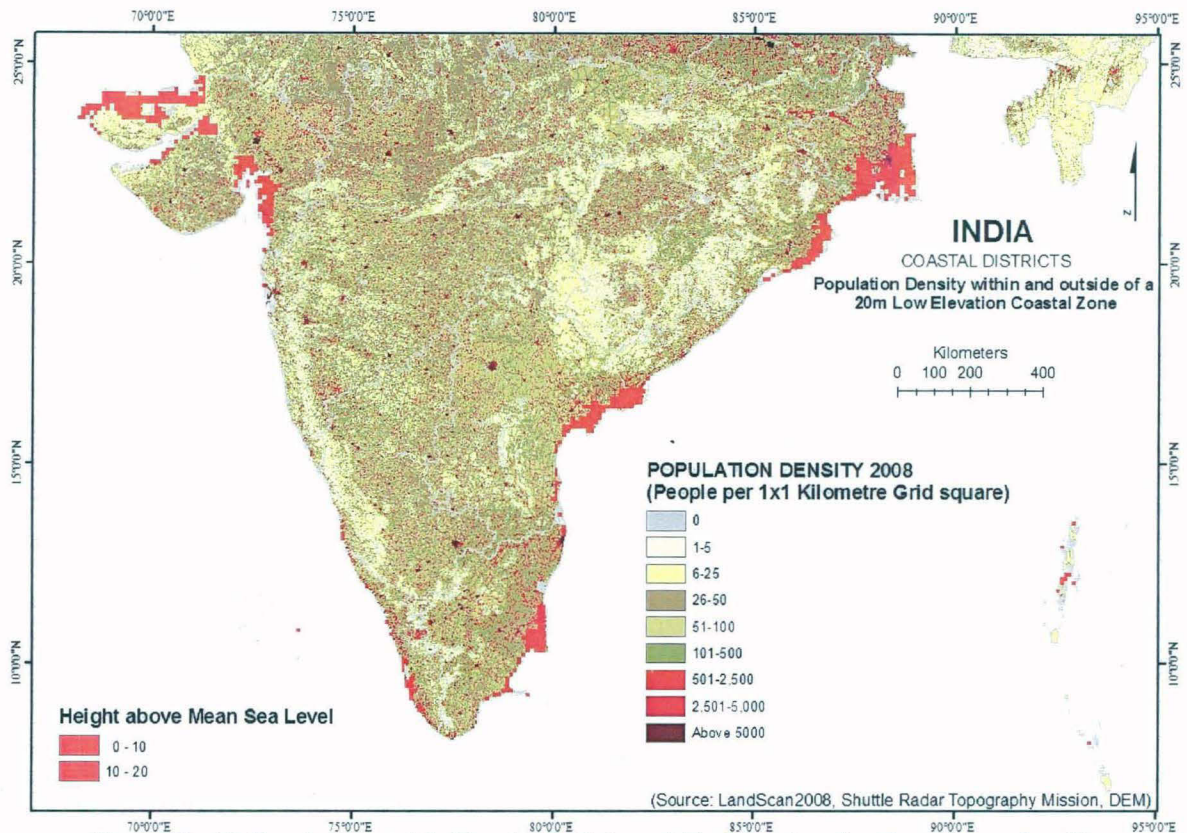 70°0'0"E 75°0'0"E 80°0'0"E 85°0'0"E 90°0'0"E 95°0'0"E
25°0'0"N 25°0'0"N
20°0'0"N 20°0'0"N
15°0'0"N 15°0'0"N
10°0'0"N 10°0'0"N
z
INDIA
COASTAL DISTRICTS
Population Density within and outside of a
20m Low Elevation Coastal Zone
Kilometers
0 100 200 400
POPULATION DENSITY 2008
(People per 1x1 Kilometre Grid square)
0
1-5
6-25
26-50
51-100
101-500
501-2.500
2.501-5,000
Above 5000
Height above Mean Sea Level
0 - 10
10 - 20
(Source: LandScan2008, Shuttle Radar Topography Mission, DEM)
70°0'0"E 75°0'0"E 80°0'0"E 85°0'0"E 90°0'0"E 95°0'0"E